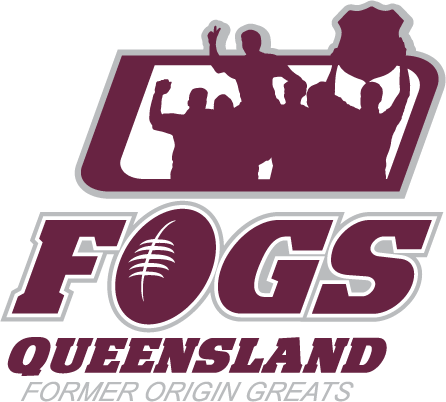 FOGS
QUEENSLAND
FORMER ORIGIN GREATS